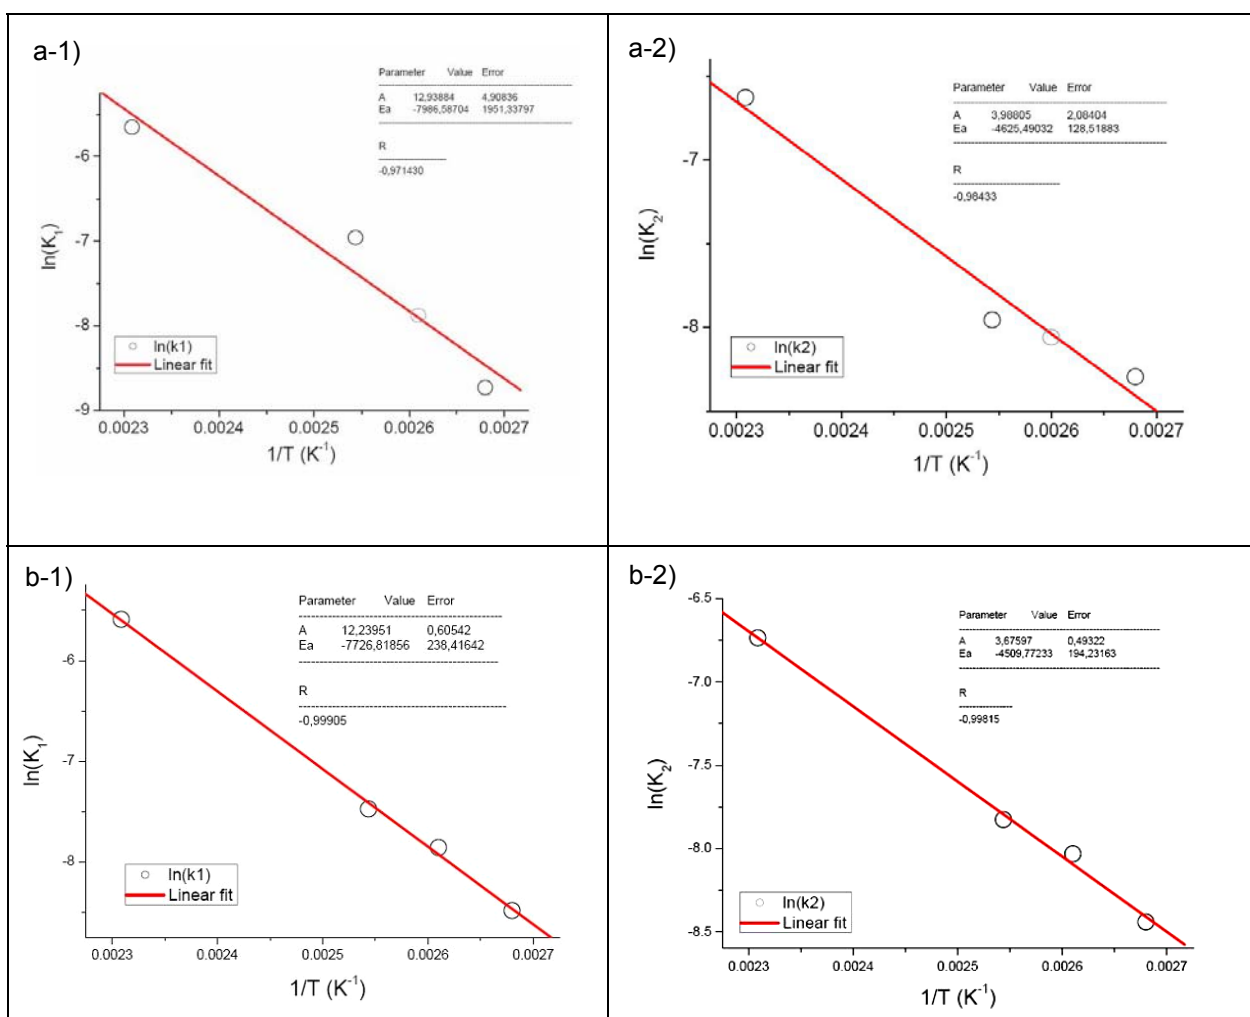 a-1)
Parameter Value Error
A 12,93884 4,90836
Ea -7986,58704 1951,33797
R
-0,971430
-6
-7
-8
-9
ln(K1)
ln(k1)
Linear fit
0.0023 0.0024 0.0025 0.0026 0.0027
1/T (K-1)
a-2)
Parameter Value Error
A 3,98805 2,08404
Ea -4625,49032 128,51883
R
-0,98433
-7
-8
ln(K2)
ln(k2)
Linear fit
0.0023 0.0024 0.0025 0.0026 0.0027
1/T (K-1)
b-1)
Parameter Value Error
A 12,23951 0,60542
Ea -7726,81856 238,41642
R
-0,99905
-6
-7
-8
ln(K1)
ln(k1)
Linear fit
0.0023 0.0024 0.0025 0.0026 0.0027
1/T (K-1)
b-2)
Parameter Value Error
A 3,67597 0,49322
Ea -4509,77233 194,23163
R
-0,99815
-6.5
-7.0
-7.5
-8.0
-8.5
ln(K2)
ln(k2)
Linear fit
0.0023 0.0024 0.0025 0.0026 0.0027
1/T (K-1)